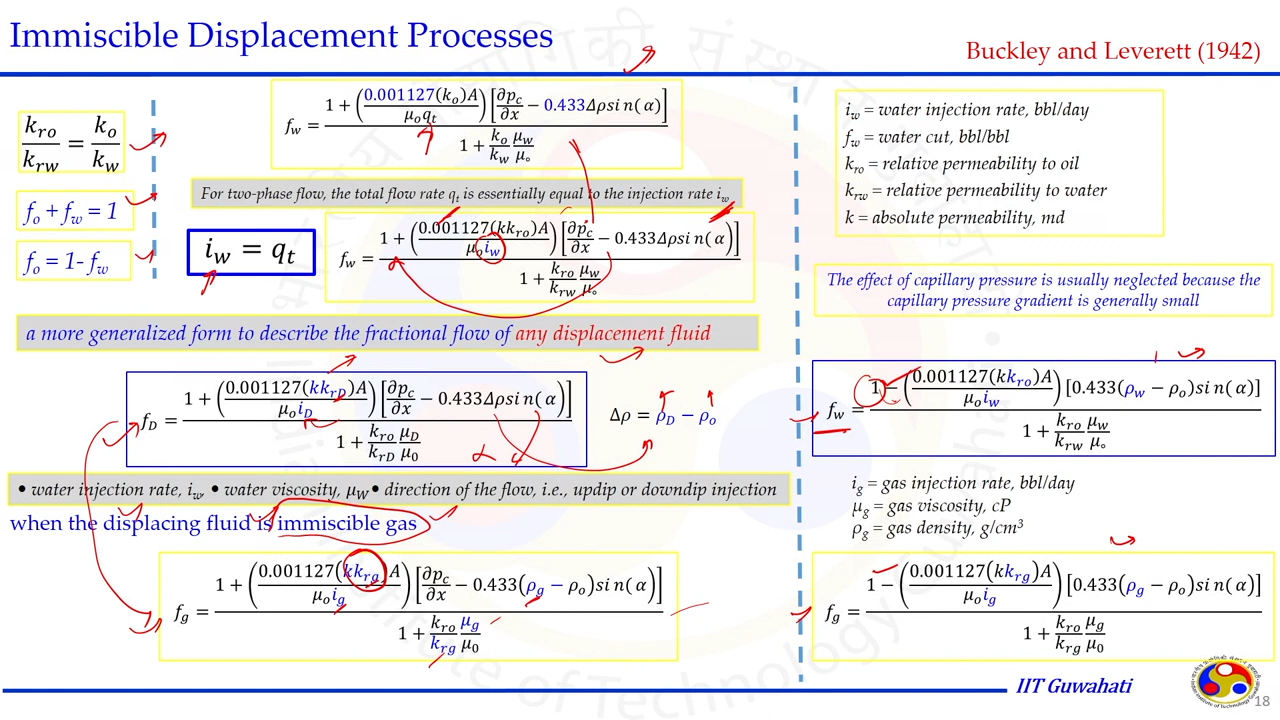 Immiscible Displacement Processes
Buckley and Leverett (1942)
k_ro/k_rw = k_o/k_w
f_o + f_w = 1
f_o = 1- f_w
f_w = (1 + (0.001127(k_o)A / μ_o q_t) [∂p_c/∂x − 0.433Δρsin(α)]) / (1 + (k_o/k_w)(μ_w/μ_∘))
For two-phase flow, the total flow rate q_t is essentially equal to the injection rate i_w
i_w = q_t
f_w = (1 + (0.001127(kk_ro)A / μ_o i_w) [∂p_c/∂x − 0.433Δρsin(α)]) / (1 + (k_ro/k_rw)(μ_w/μ_∘))
a more generalized form to describe the fractional flow of any displacement fluid
f_D = (1 + (0.001127(kk_rD)A / μ_o i_D) [∂p_c/∂x − 0.433Δρsin(α)]) / (1 + (k_ro/k_rD)(μ_D/μ_0))
Δρ = ρ_D − ρ_o
α
• water injection rate, i_w, • water viscosity, μ_W • direction of the flow, i.e., updip or downdip injection
when the displacing fluid is immiscible gas
f_g = (1 + (0.001127(kk_rg)A / μ_o i_g) [∂p_c/∂x − 0.433(ρ_g − ρ_o)sin(α)]) / (1 + (k_ro/k_rg)(μ_g/μ_0))
i_w = water injection rate, bbl/day
f_w = water cut, bbl/bbl
k_ro = relative permeability to oil
k_rw = relative permeability to water
k = absolute permeability, md
The effect of capillary pressure is usually neglected because the
capillary pressure gradient is generally small
f_w = (1 − (0.001127(kk_ro)A / μ_o i_w) [0.433(ρ_w − ρ_o)sin(α)]) / (1 + (k_ro/k_rw)(μ_w/μ_∘))
i_g = gas injection rate, bbl/day
μ_g = gas viscosity, cP
ρ_g = gas density, g/cm³
f_g = (1 − (0.001127(kk_rg)A / μ_o i_g) [0.433(ρ_g − ρ_o)sin(α)]) / (1 + (k_ro/k_rg)(μ_g/μ_0))
IIT Guwahati
18